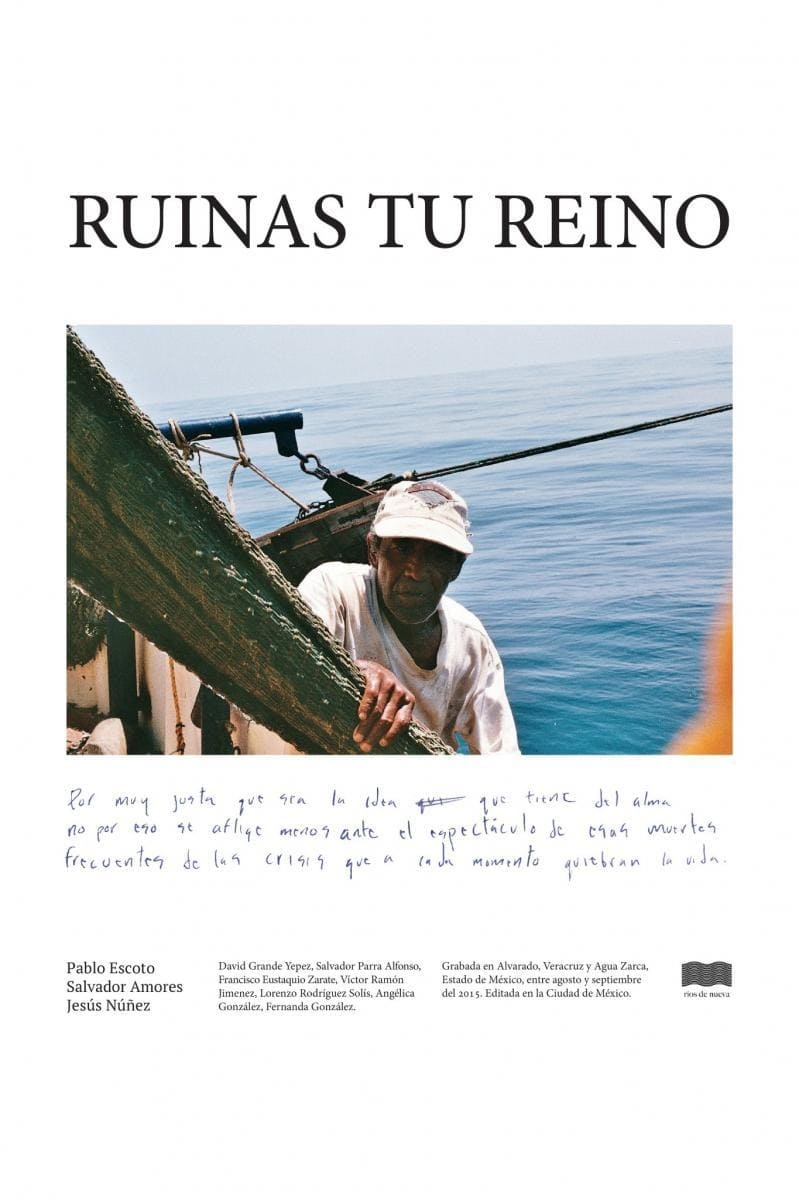 RUINAS TU REINO
Por muy justa que sea la idea que que tiene del alma
no por eso se aflige menos ante el espectáculo de esas muertes
frecuentes de las crisis que a cada momento quiebran la vida.
Pablo Escoto
Salvador Amores
Jesús Núñez
David Grande Yepez, Salvador Parra Alfonso,
Francisco Eustaquio Zarate, Víctor Ramón
Jimenez, Lorenzo Rodríguez Solís, Angélica
González, Fernanda González.
Grabada en Alvarado, Veracruz y Agua Zarca,
Estado de México, entre agosto y septiembre
del 2015. Editada en la Ciudad de México.
ríos de nueva